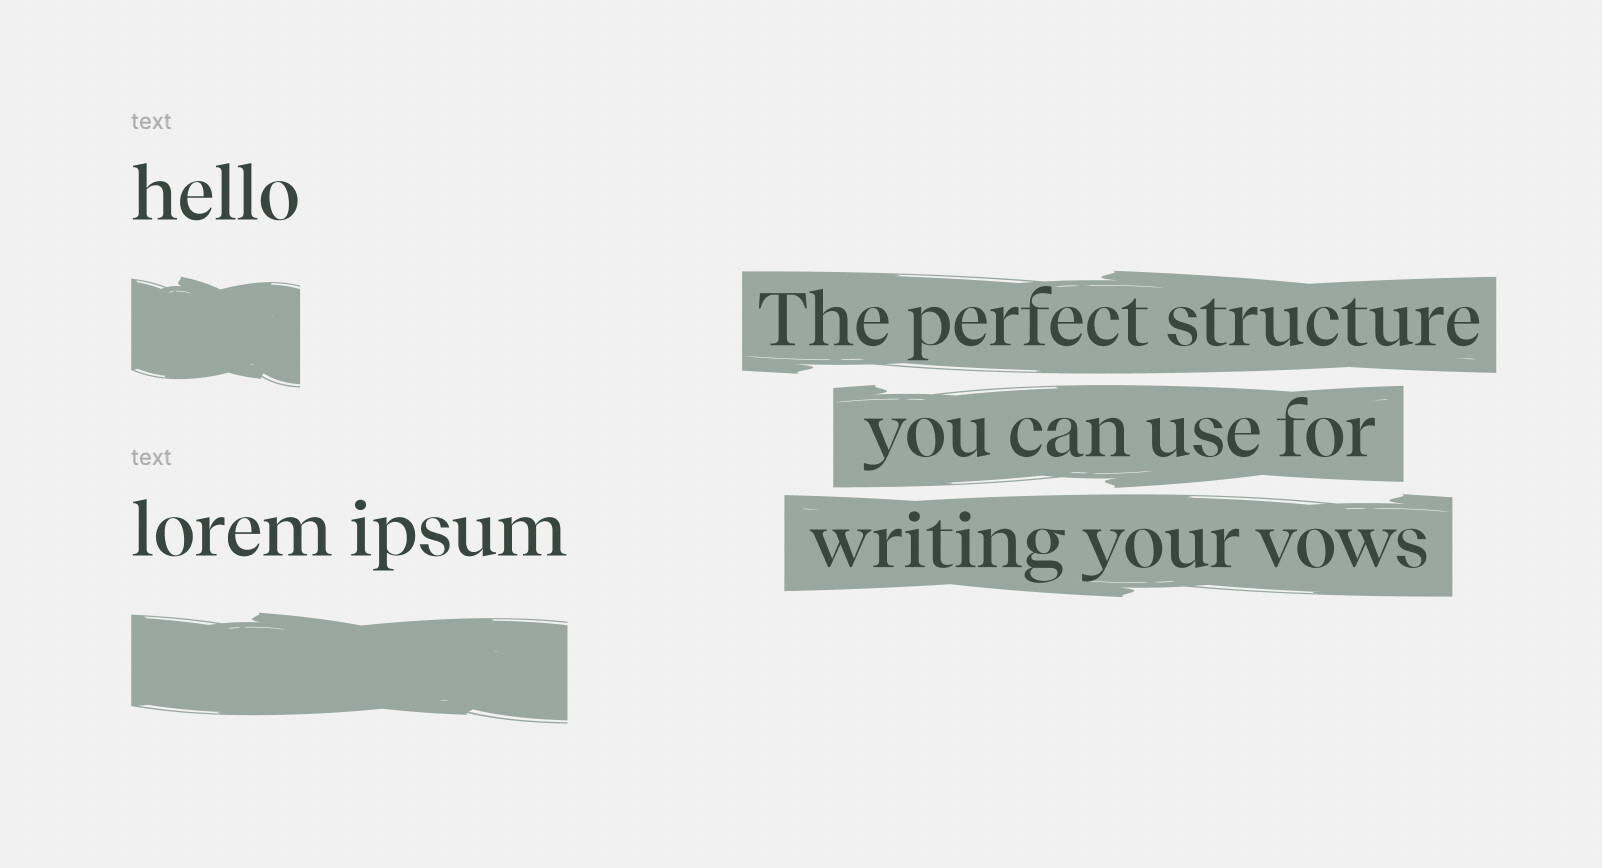 text
hello
text
lorem ipsum
The perfect structure
you can use for
writing your vows